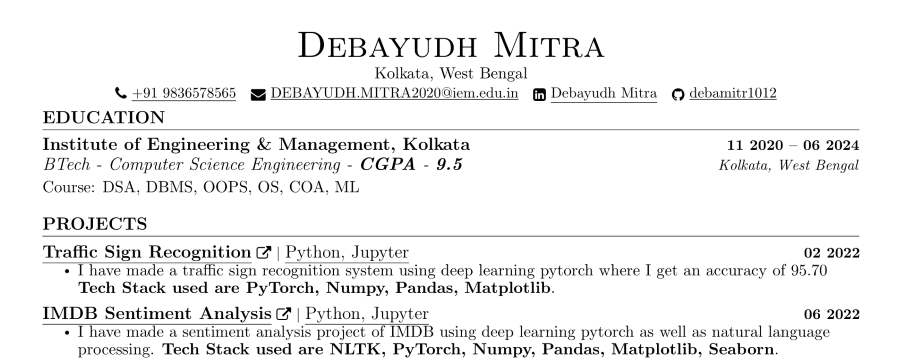 DEBAYUDH MITRA
Kolkata, West Bengal
+91 9836578565 DEBAYUDH.MITRA2020@iem.edu.in Debayudh Mitra debamitr1012
EDUCATION
Institute of Engineering & Management, Kolkata 11 2020 – 06 2024
BTech - Computer Science Engineering - CGPA - 9.5 Kolkata, West Bengal
Course: DSA, DBMS, OOPS, OS, COA, ML
PROJECTS
Traffic Sign Recognition | Python, Jupyter 02 2022
• I have made a traffic sign recognition system using deep learning pytorch where I get an accuracy of 95.70
Tech Stack used are PyTorch, Numpy, Pandas, Matplotlib.
IMDB Sentiment Analysis | Python, Jupyter 06 2022
• I have made a sentiment analysis project of IMDB using deep learning pytorch as well as natural language
processing. Tech Stack used are NLTK, PyTorch, Numpy, Pandas, Matplotlib, Seaborn.